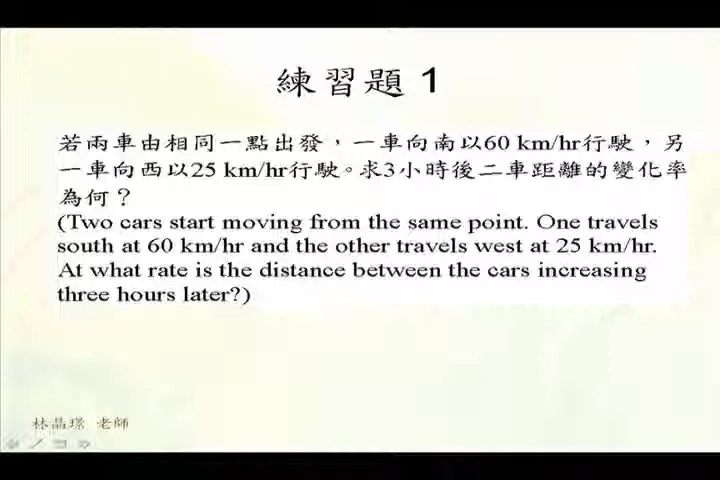 練習題 1
若兩車由相同一點出發，一車向南以60 km/hr行駛，另
一車向西以25 km/hr行駛。求3小時後二車距離的變化率
為何？
(Two cars start moving from the same point. One travels
south at 60 km/hr and the other travels west at 25 km/hr.
At what rate is the distance between the cars increasing
three hours later?)
林晶璟 老師